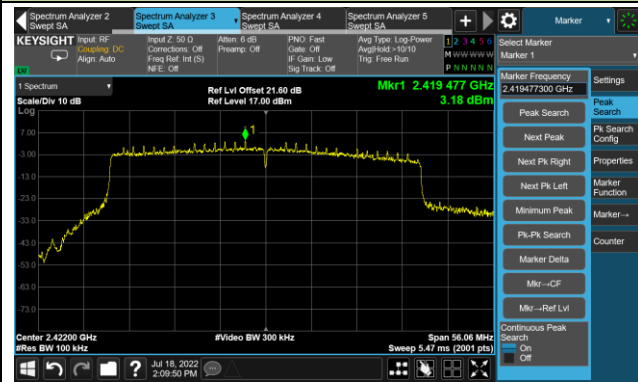 Spectrum Analyzer 2
Swept SA
Spectrum Analyzer 3
Swept SA
Spectrum Analyzer 4
Swept SA
Spectrum Analyzer 5
Swept SA
Marker
KEYSIGHT
Input: RF
Coupling: DC
Align: Auto
Input Z: 50 Ω
Corrections: Off
Freq Ref: Int (S)
NFE: Off
Atten: 6 dB
Preamp: Off
PNO: Fast
Gate: Off
IF Gain: Low
Sig Track: Off
Avg Type: Log-Power
Avg|Hold:>10/10
Trig: Free Run
1 2 3 4 5 6
M W W W W W
P N N N N N
LVI
Select Marker
Marker 1
1 Spectrum
Scale/Div 10 dB
Log
Ref Lvl Offset 21.60 dB
Ref Level 17.00 dBm
Mkr1 2.419 477 GHz
3.18 dBm
1
7.00
-3.00
-13.0
-23.0
-33.0
-43.0
-53.0
-63.0
-73.0
Center 2.42200 GHz
#Res BW 100 kHz
#Video BW 300 kHz
Span 56.06 MHz
Sweep 5.47 ms (2001 pts)
Marker Frequency
2.419477300 GHz
Peak Search
Next Peak
Next Pk Right
Next Pk Left
Minimum Peak
Pk-Pk Search
Marker Delta
Mkr→CF
Mkr→Ref Lvl
Continuous Peak
Search
On
Off
Settings
Peak
Search
Pk Search
Config
Properties
Marker
Function
Marker→
Counter
Jul 18, 2022
2:09:50 PM